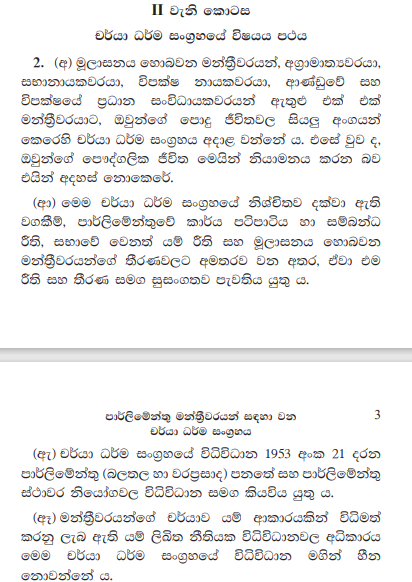 II වැනි කොටස
චර්යා ධර්ම සංග්‍රහයේ විෂයය පථය
2. (අ) මූලාසනය හොබවන මන්ත්‍රීවරයන්, අග්‍රාමාත්‍යවරයා,
සභානායකවරයා, විපක්ෂ නායකවරයා, ආණ්ඩුවේ සහ
විපක්ෂයේ ප්‍රධාන සංවිධායකවරයන් ඇතුළු එක් එක්
මන්ත්‍රීවරයාට, ඔවුන්ගේ පොදු ජීවිතවල සියලු අංගයන්
කෙරෙහි චර්යා ධර්ම සංග්‍රහය අදාළ වන්නේ ය. එසේ වුව ද,
ඔවුන්ගේ පෞද්ගලික ජීවිත මෙයින් නියාමනය කරන බව
එයින් අදහස් නොකෙරේ.
(ආ) මෙම චර්යා ධර්ම සංග්‍රහයේ නිශ්චිතව දක්වා ඇති
වගකීම්, පාර්ලිමේන්තුවේ කාර්ය පටිපාටිය හා සම්බන්ධ
රීති, සභාවේ වෙනත් යම් රීති සහ මූලාසනය හොබවන
මන්ත්‍රීවරයන්ගේ තීරණවලට අමතරව වන අතර, ඒවා එම
රීති සහ තීරණ සමග සුසංගතව පැවතිය යුතු ය.
පාර්ලිමේන්තු මන්ත්‍රීවරයන් සඳහා වන 3
චර්යා ධර්ම සංග්‍රහය
(ඇ) චර්යා ධර්ම සංග්‍රහයේ විධිවිධාන 1953 අංක 21 දරන
පාර්ලිමේන්තු (බලතල හා වරප්‍රසාද) පනතේ සහ පාර්ලිමේන්තු
ස්ථාවර නියෝගවල විධිවිධාන සමග කියවිය යුතු ය.
(ඈ) මන්ත්‍රීවරයන්ගේ චර්යාව යම් ආකාරයකින් විධිමත්
කරනු ලැබ ඇති යම් ලිඛිත නීතියක විධිවිධානවල අධිකාරය
මෙම චර්යා ධර්ම සංග්‍රහයේ විධිවිධාන මගින් හීන
නොවන්නේ ය.